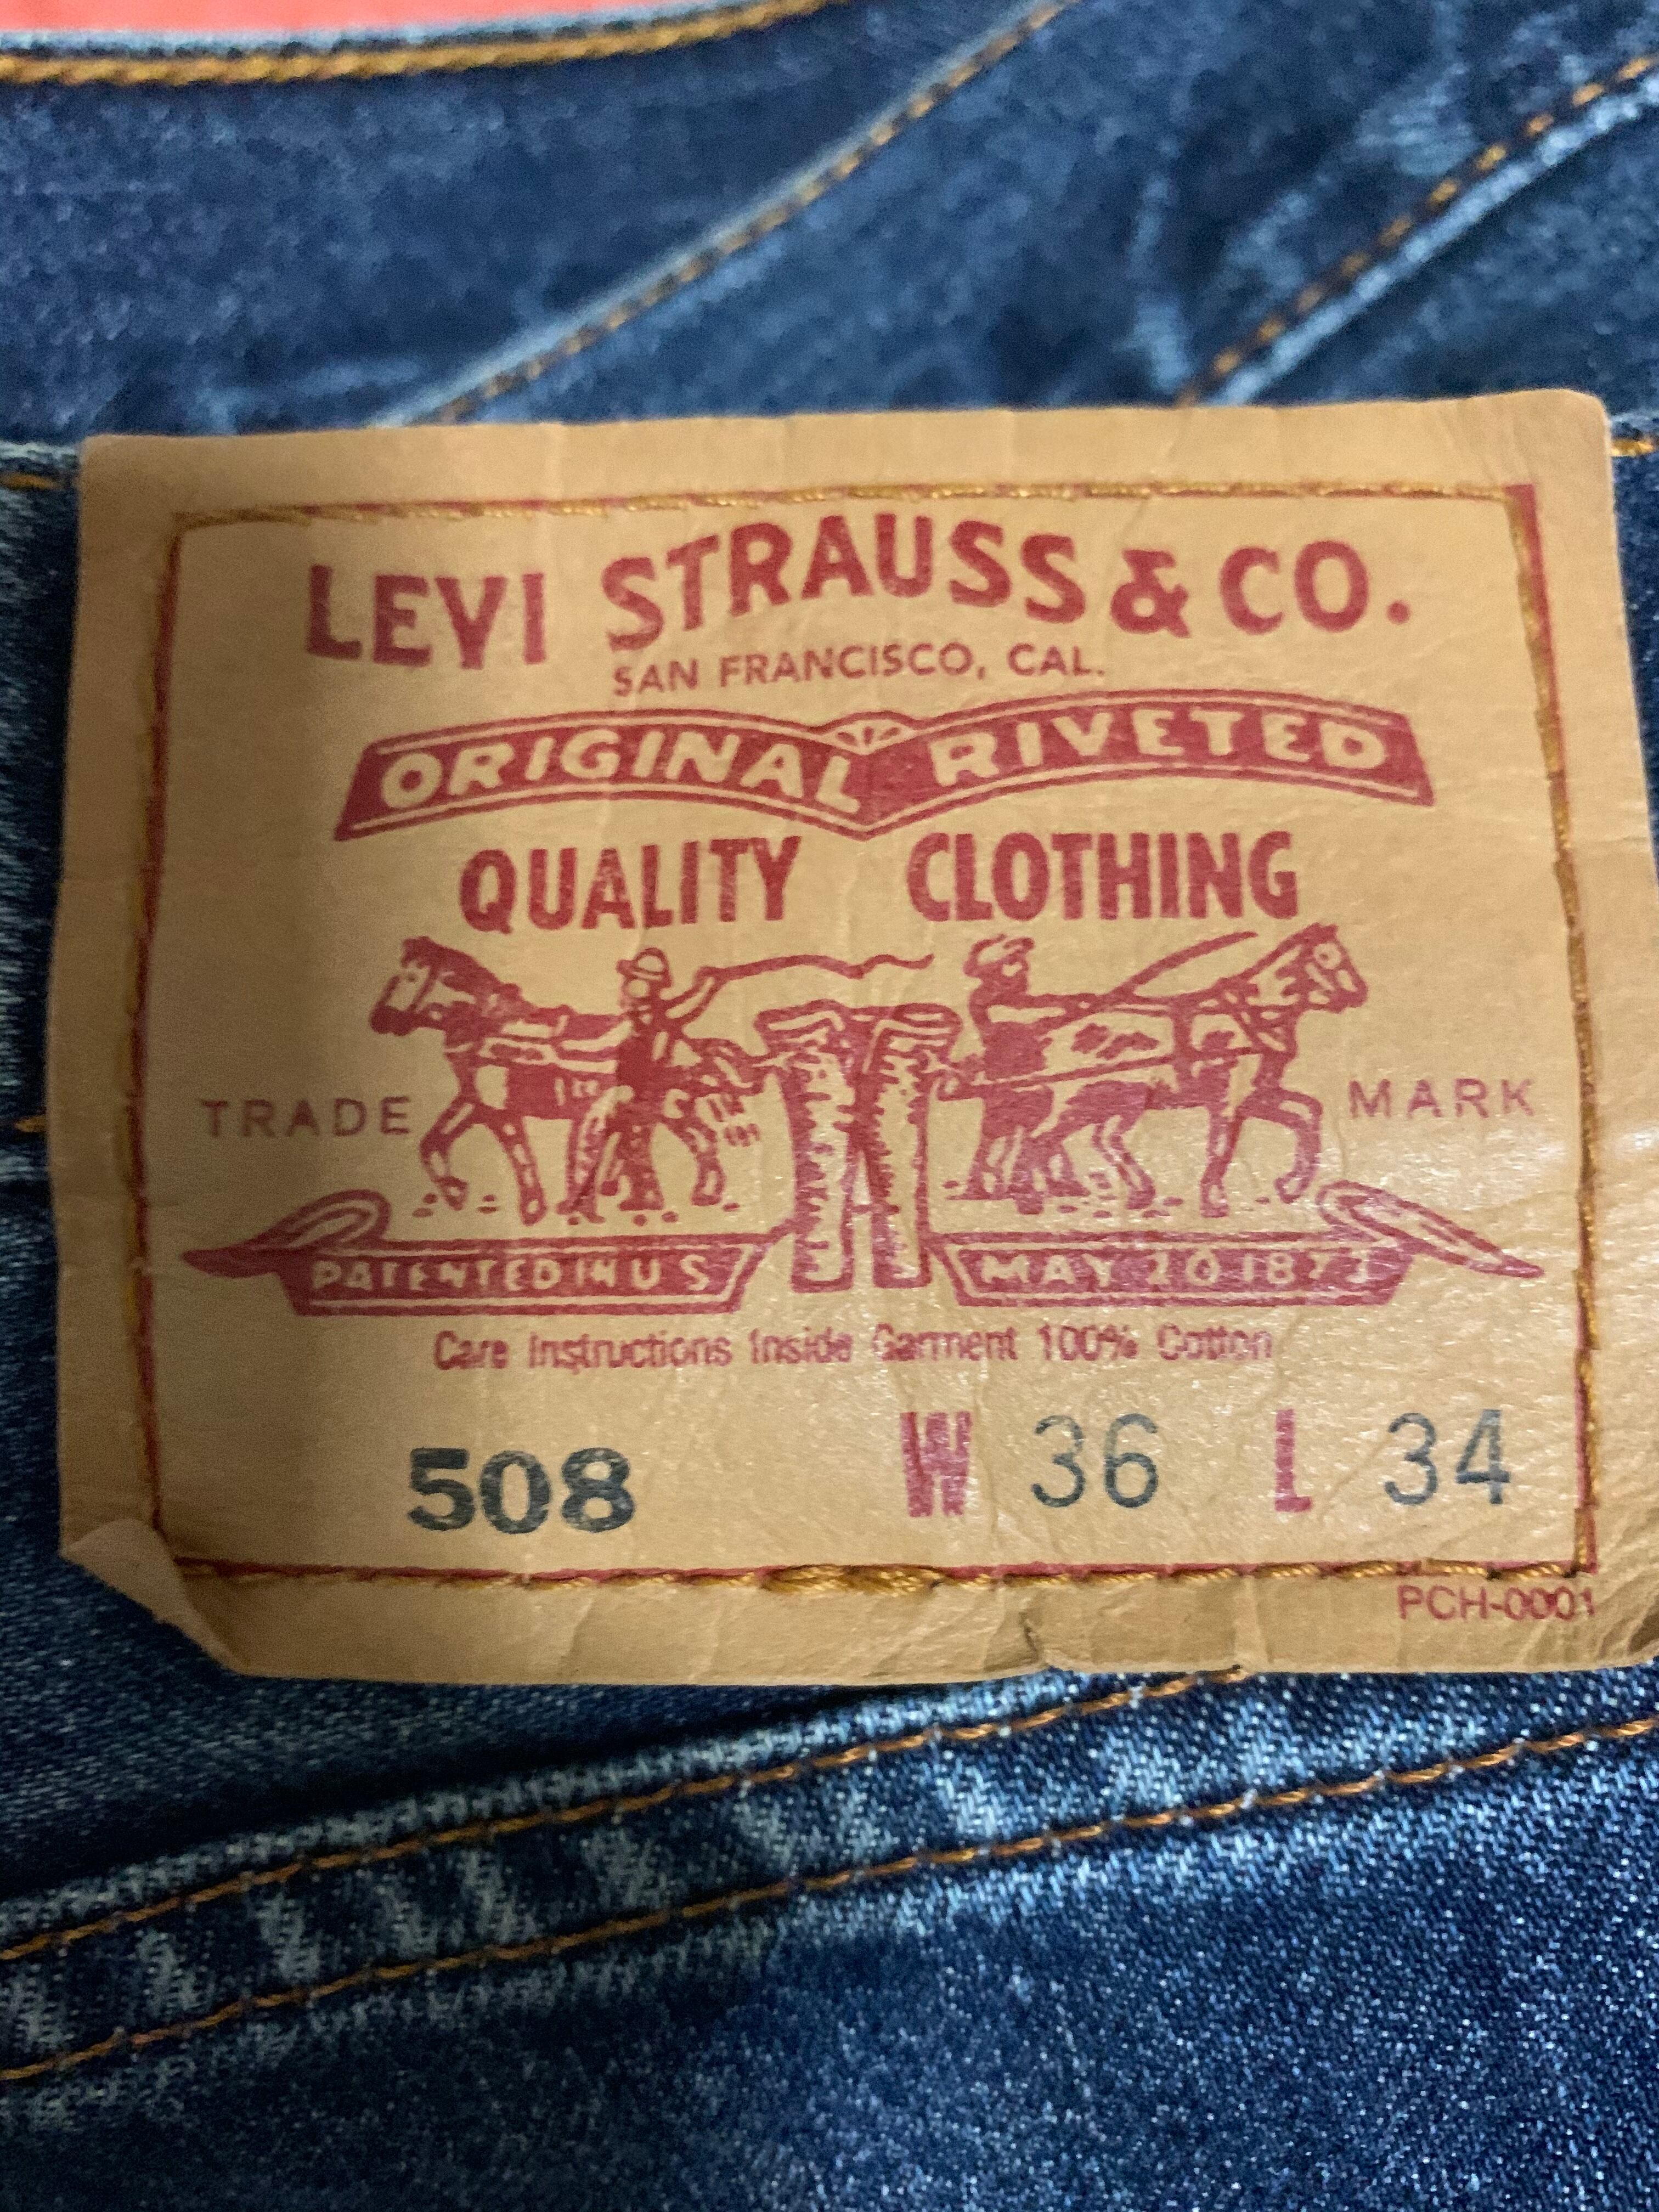 LEVI STRAUSS & CO.
SAN FRANCISCO, CAL.
ORIGINAL RIVETED
QUALITY CLOTHING
TRADE MARK
PATENTED IN U S MAY 20 1873
Care Instructions Inside Garment 100% Cotton
508 W 36 L 34
PCH-0001